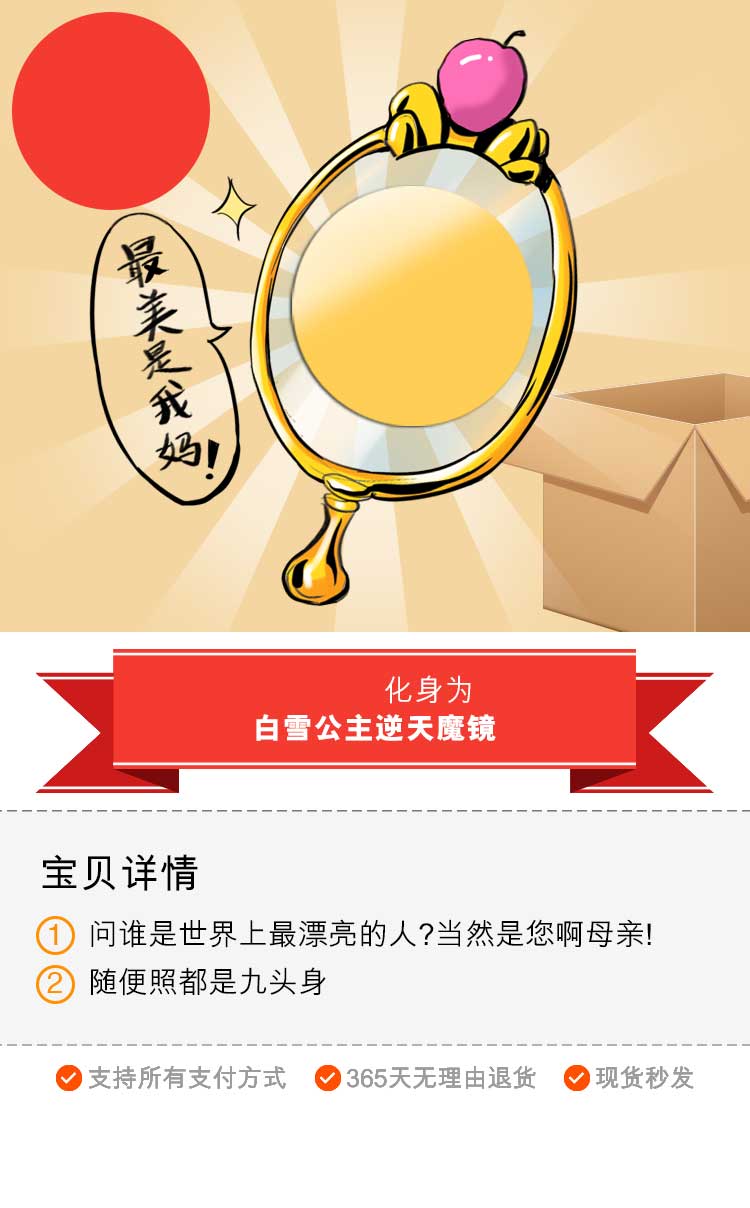 最美是我妈!
化身为
白雪公主逆天魔镜
宝贝详情
1 问谁是世界上最漂亮的人?当然是您啊母亲!
2 随便照都是九头身
支持所有支付方式 365天无理由退货 现货秒发